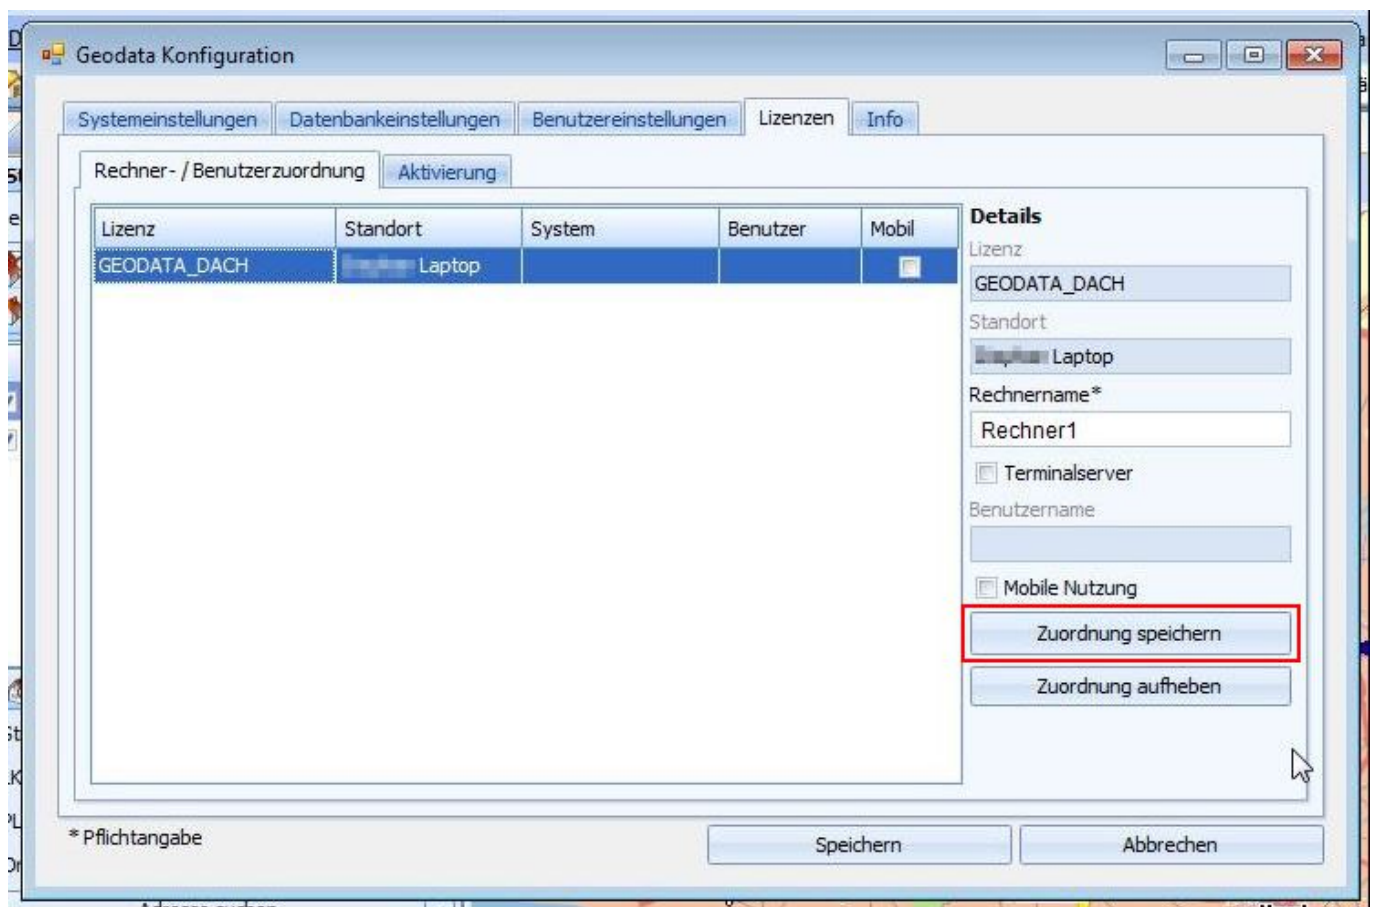 Geodata Konfiguration
Systemeinstellungen Datenbankeinstellungen Benutzereinstellungen Lizenzen Info
Rechner- / Benutzerzuordnung Aktivierung
Lizenz Standort System Benutzer Mobil
GEODATA_DACH Laptop
Details
Lizenz
GEODATA_DACH
Standort
Laptop
Rechnername*
Rechner1
Terminalserver
Benutzername
Mobile Nutzung
Zuordnung speichern
Zuordnung aufheben
* Pflichtangabe
Speichern Abbrechen